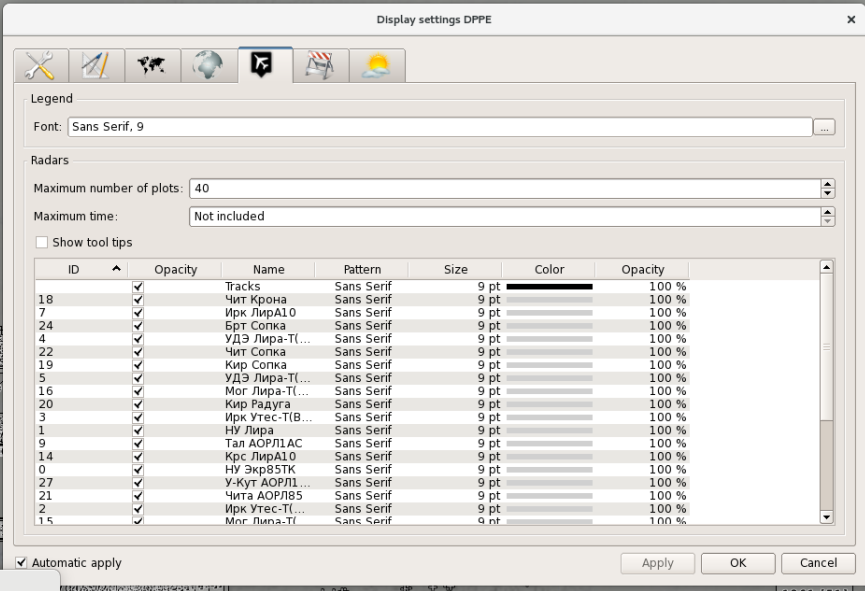 Display settings DPPE
Legend
Font: Sans Serif, 9 ...
Radars
Maximum number of plots: 40
Maximum time: Not included
Show tool tips
ID Opacity Name Pattern Size Color Opacity
Tracks Sans Serif 9 pt 100 %
18 Чит Крона Sans Serif 9 pt 100 %
7 Ирк ЛирА10 Sans Serif 9 pt 100 %
24 Брт Сопка Sans Serif 9 pt 100 %
4 УДЭ Лира-Т(... Sans Serif 9 pt 100 %
22 Чит Сопка Sans Serif 9 pt 100 %
19 Кир Сопка Sans Serif 9 pt 100 %
5 УДЭ Лира-Т(... Sans Serif 9 pt 100 %
16 Мог Лира-Т(... Sans Serif 9 pt 100 %
20 Кир Радуга Sans Serif 9 pt 100 %
3 Ирк Утес-Т(В... Sans Serif 9 pt 100 %
1 НУ Лира Sans Serif 9 pt 100 %
9 Тал АОРЛ1АС Sans Serif 9 pt 100 %
14 Крс ЛирА10 Sans Serif 9 pt 100 %
0 НУ Экр85ТК Sans Serif 9 pt 100 %
27 У-Кут АОРЛ1... Sans Serif 9 pt 100 %
21 Чита АОРЛ85 Sans Serif 9 pt 100 %
2 Ирк Утес-Т(... Sans Serif 9 pt 100 %
15 Мог Лира-Т(... Sans Serif 9 pt 100 %
Automatic apply Apply OK Cancel